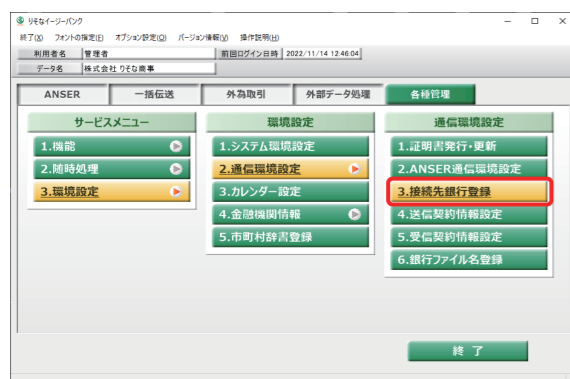 りそなイージーバンク
終了(X) フォントの指定(F) オプション設定(O) バージョン情報(V) 操作説明(H)
利用者名 管理者 前回ログイン日時 2022/11/14 12:46:04
データ名 株式会社 りそな商事
ANSER 一括伝送 外為取引 外部データ処理 各種管理
サービスメニュー 環境設定 通信環境設定
1.機能 1.システム環境設定 1.証明書発行・更新
2.随時処理 2.通信環境設定 2.ANSER通信環境設定
3.環境設定 3.カレンダー設定 3.接続先銀行登録
4.金融機関情報 4.送信契約情報設定
5.市町村辞書登録 5.受信契約情報設定
6.銀行ファイル名登録
終 了